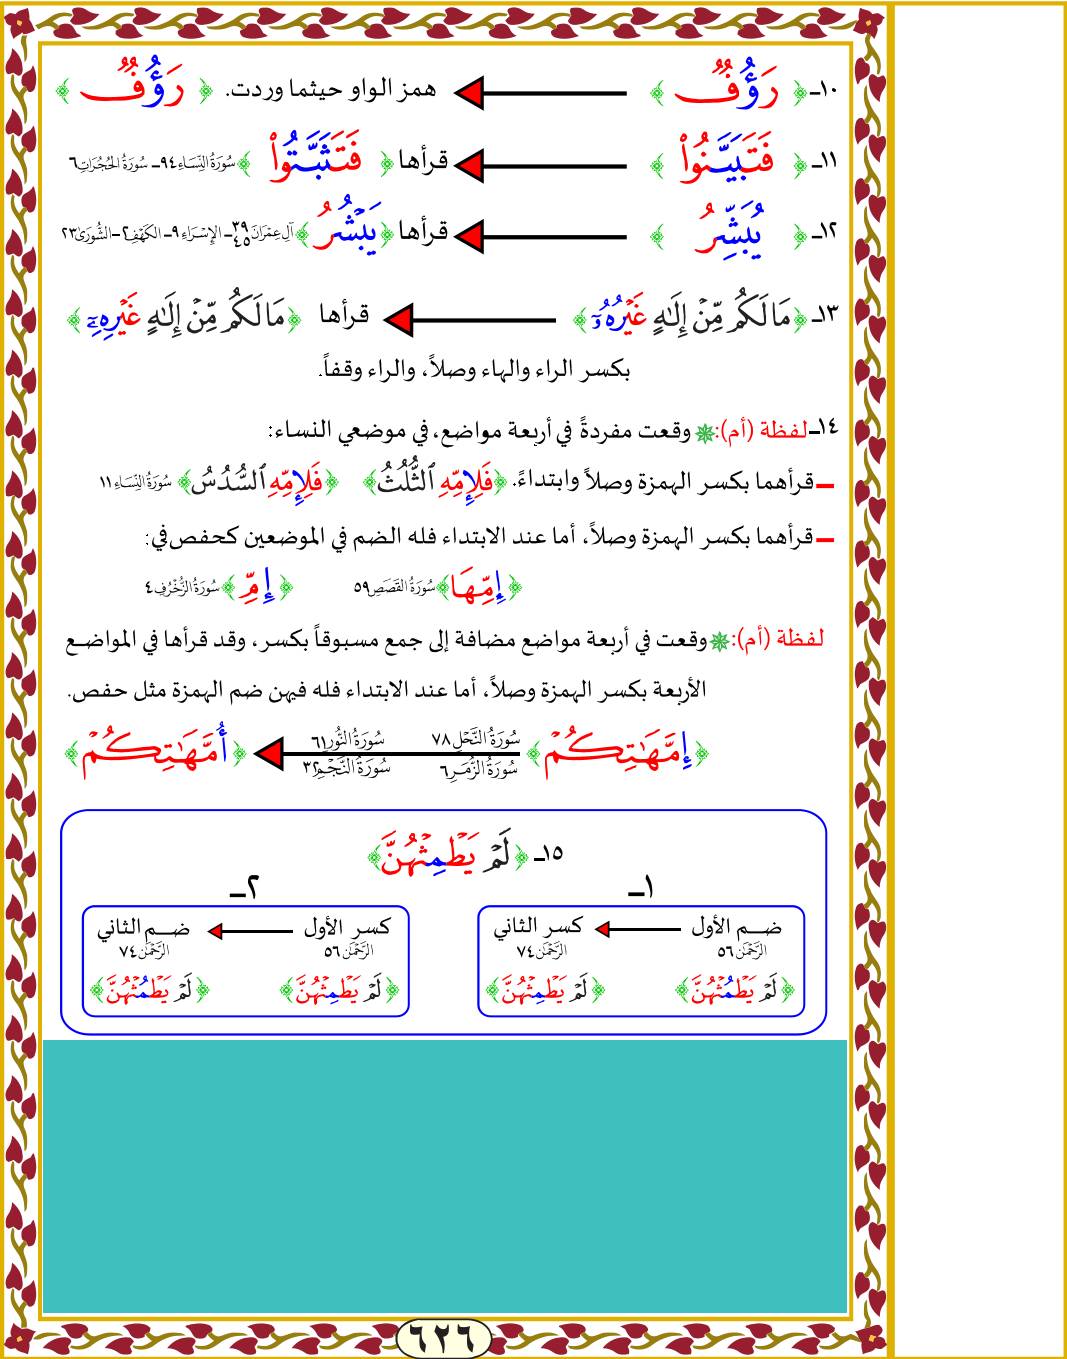 ١٠ـ ﴿ رَؤُفٌ ﴾ همز الواو حيثما وردت. ﴿ رَؤُفٌ ﴾
١١ـ ﴿ فَتَبَيَّنُواْ ﴾ قرأها ﴿ فَتَثَبَّتُواْ ﴾ سُورَةُ النِّسَاءِ ٩٤ـ سُورَةُ الحُجُرَاتِ ٦
١٢ـ ﴿ يُبَشِّرُ ﴾ قرأها ﴿ يَبْشُرُ ﴾ آلِ عِمْرَانَ ٣٩ ٤٥ـ الإِسْرَاءِ ٩ـ الكَهْفِ ٢ـ الشُّورَىٰ ٢٣
١٣ـ ﴿ مَا لَكُم مِّنْ إِلَٰهٍ غَيْرُهُۥٓ ﴾ قرأها ﴿ مَا لَكُم مِّنْ إِلَٰهٍ غَيْرِهِۦٓ ﴾
بكسر الراء والهاء وصلاً، والراء وقفاً.
١٤ـ لفظة (أم): وقعت مفردةً في أربعة مواضع، في موضعي النساء:
ـ قرأهما بكسر الهمزة وصلاً وابتداءً. ﴿ فَلِإِمِّهِ ٱلثُّلُثُ ﴾ ﴿ فَلِإِمِّهِ ٱلسُّدُسُ ﴾ سُورَةُ النِّسَاءِ ١١
ـ قرأهما بكسر الهمزة وصلاً، أما عند الابتداء فله الضم في الموضعين كحفص في:
﴿ إِمِّهَا ﴾ سُورَةُ القَصَصِ ٥٩ ﴿ إِمِّ ﴾ سُورَةُ الزُّخْرُفِ ٤
لفظة (أم): وقعت في أربعة مواضع مضافة إلى جمع مسبوقاً بكسر، وقد قرأها في المواضع
الأربعة بكسر الهمزة وصلاً، أما عند الابتداء فله فيهن ضم الهمزة مثل حفص.
﴿ إِمَّهَٰتِكُمْ ﴾ سُورَةُ النَّحْلِ ٧٨ سُورَةُ النُّورِ ٦١ ﴿ أُمَّهَٰتِكُمْ ﴾
سُورَةُ الزُّمَرِ ٦ سُورَةُ النَّجْمِ ٣٢
١٥ـ ﴿ لَمْ يَطْمِثْهُنَّ ﴾
١ـ ٢ـ
ضم الأول كسر الثاني كسر الأول ضم الثاني
الرَّحْمَٰن ٥٦ الرَّحْمَٰن ٧٤ الرَّحْمَٰن ٥٦ الرَّحْمَٰن ٧٤
﴿ لَمْ يَطْمُثْهُنَّ ﴾ ﴿ لَمْ يَطْمِثْهُنَّ ﴾ ﴿ لَمْ يَطْمِثْهُنَّ ﴾ ﴿ لَمْ يَطْمُثْهُنَّ ﴾
٦٢٦